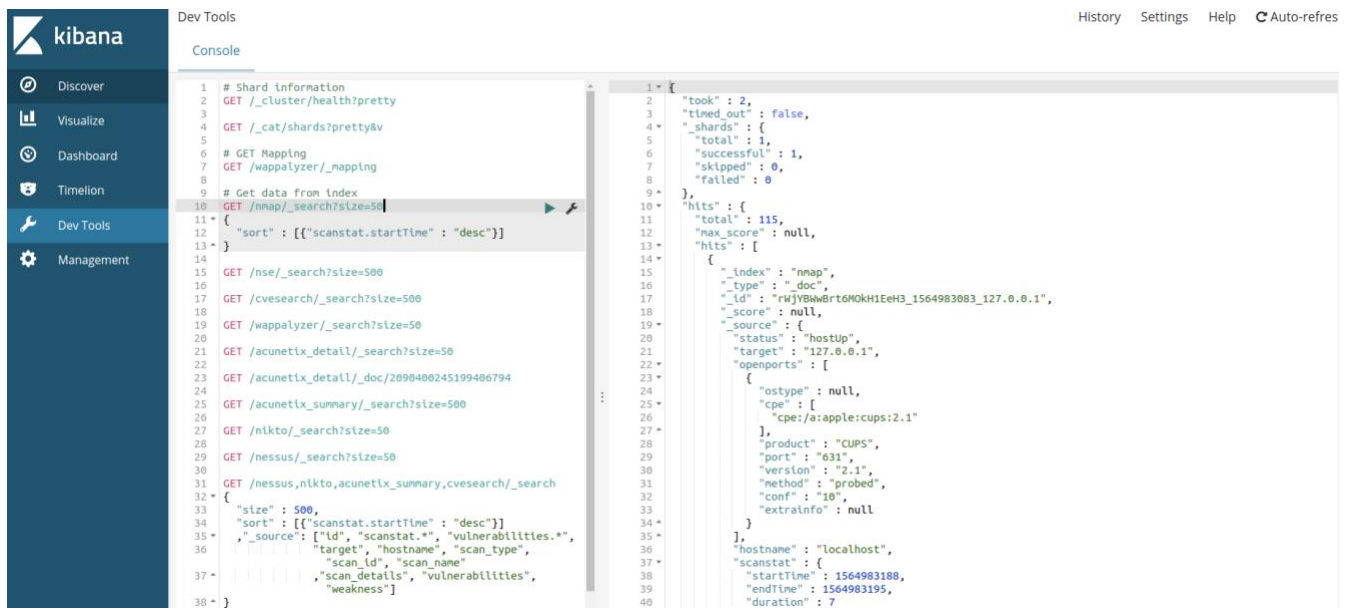 kibana
Discover
Visualize
Dashboard
Timelion
Dev Tools
Management
Dev Tools
History Settings Help Auto-refres
Console
1 # Shard information
2 GET /_cluster/health?pretty
3
4 GET /_cat/shards?pretty&v
5
6 # GET Mapping
7 GET /wappalyzer/_mapping
8
9 # Get data from index
10 GET /nmap/_search?size=50
11 {
12 "sort" : [{"scanstat.startTime" : "desc"}]
13 }
14
15 GET /nse/_search?size=500
16
17 GET /cvesearch/_search?size=500
18
19 GET /wappalyzer/_search?size=50
20
21 GET /acunetix_detail/_search?size=50
22
23 GET /acunetix_detail/_doc/2090400245199406794
24
25 GET /acunetix_summary/_search?size=500
26
27 GET /nikto/_search?size=50
28
29 GET /nessus/_search?size=50
30
31 GET /nessus,nikto,acunetix_summary,cvesearch/_search
32 {
33 "size" : 500,
34 "sort" : [{"scanstat.startTime" : "desc"}]
35 ,"_source": ["id", "scanstat.*", "vulnerabilities.*",
36 "target", "hostname", "scan_type",
"scan_id", "scan_name"
37 ,"scan_details", "vulnerabilities",
"weakness"]
38 }
1 {
2 "took" : 2,
3 "timed_out" : false,
4 "_shards" : {
5 "total" : 1,
6 "successful" : 1,
7 "skipped" : 0,
8 "failed" : 0
9 },
10 "hits" : {
11 "total" : 115,
12 "max_score" : null,
13 "hits" : [
14 {
15 "_index" : "nmap",
16 "_type" : "_doc",
17 "_id" : "rWjYBWwBrt6MOkH1EeH3_1564983083_127.0.0.1",
18 "_score" : null,
19 "_source" : {
20 "status" : "hostUp",
21 "target" : "127.0.0.1",
22 "openports" : [
23 {
24 "ostype" : null,
25 "cpe" : [
26 "cpe:/a:apple:cups:2.1"
27 ],
28 "product" : "CUPS",
29 "port" : "631",
30 "version" : "2.1",
31 "method" : "probed",
32 "conf" : "10",
33 "extrainfo" : null
34 }
35 ],
36 "hostname" : "localhost",
37 "scanstat" : {
38 "startTime" : 1564983188,
39 "endTime" : 1564983195,
40 "duration" : 7